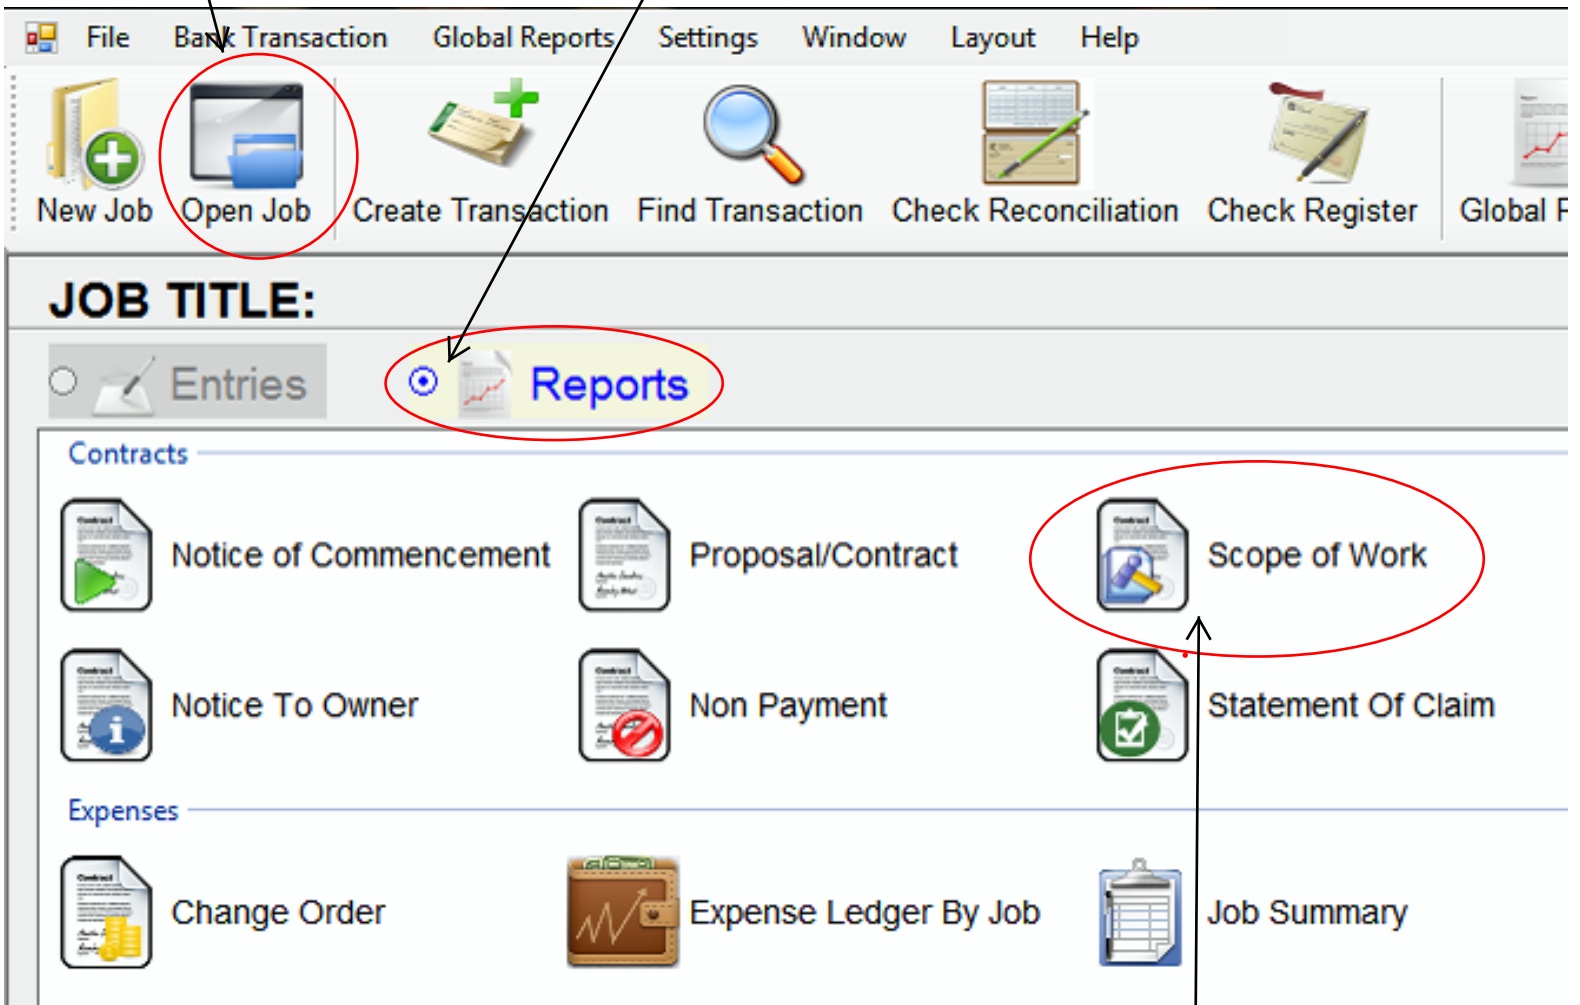 File Bank Transaction Global Reports Settings Window Layout Help
New Job Open Job Create Transaction Find Transaction Check Reconciliation Check Register Global
JOB TITLE:
Entries Reports
Contracts
Notice of Commencement Proposal/Contract Scope of Work
Notice To Owner Non Payment Statement Of Claim
Expenses
Change Order Expense Ledger By Job Job Summary